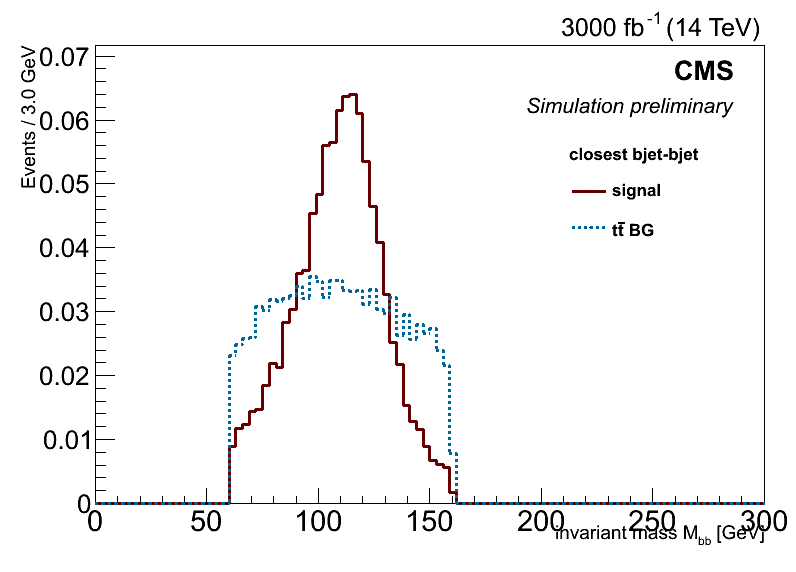 3000 fb-1 (14 TeV)
CMS
Simulation preliminary
closest bjet-bjet
signal
tt̄ BG
Events / 3.0 GeV
0.07
0.06
0.05
0.04
0.03
0.02
0.01
0
0 50 100 150 200 250 300
invariant mass Mbb [GeV]